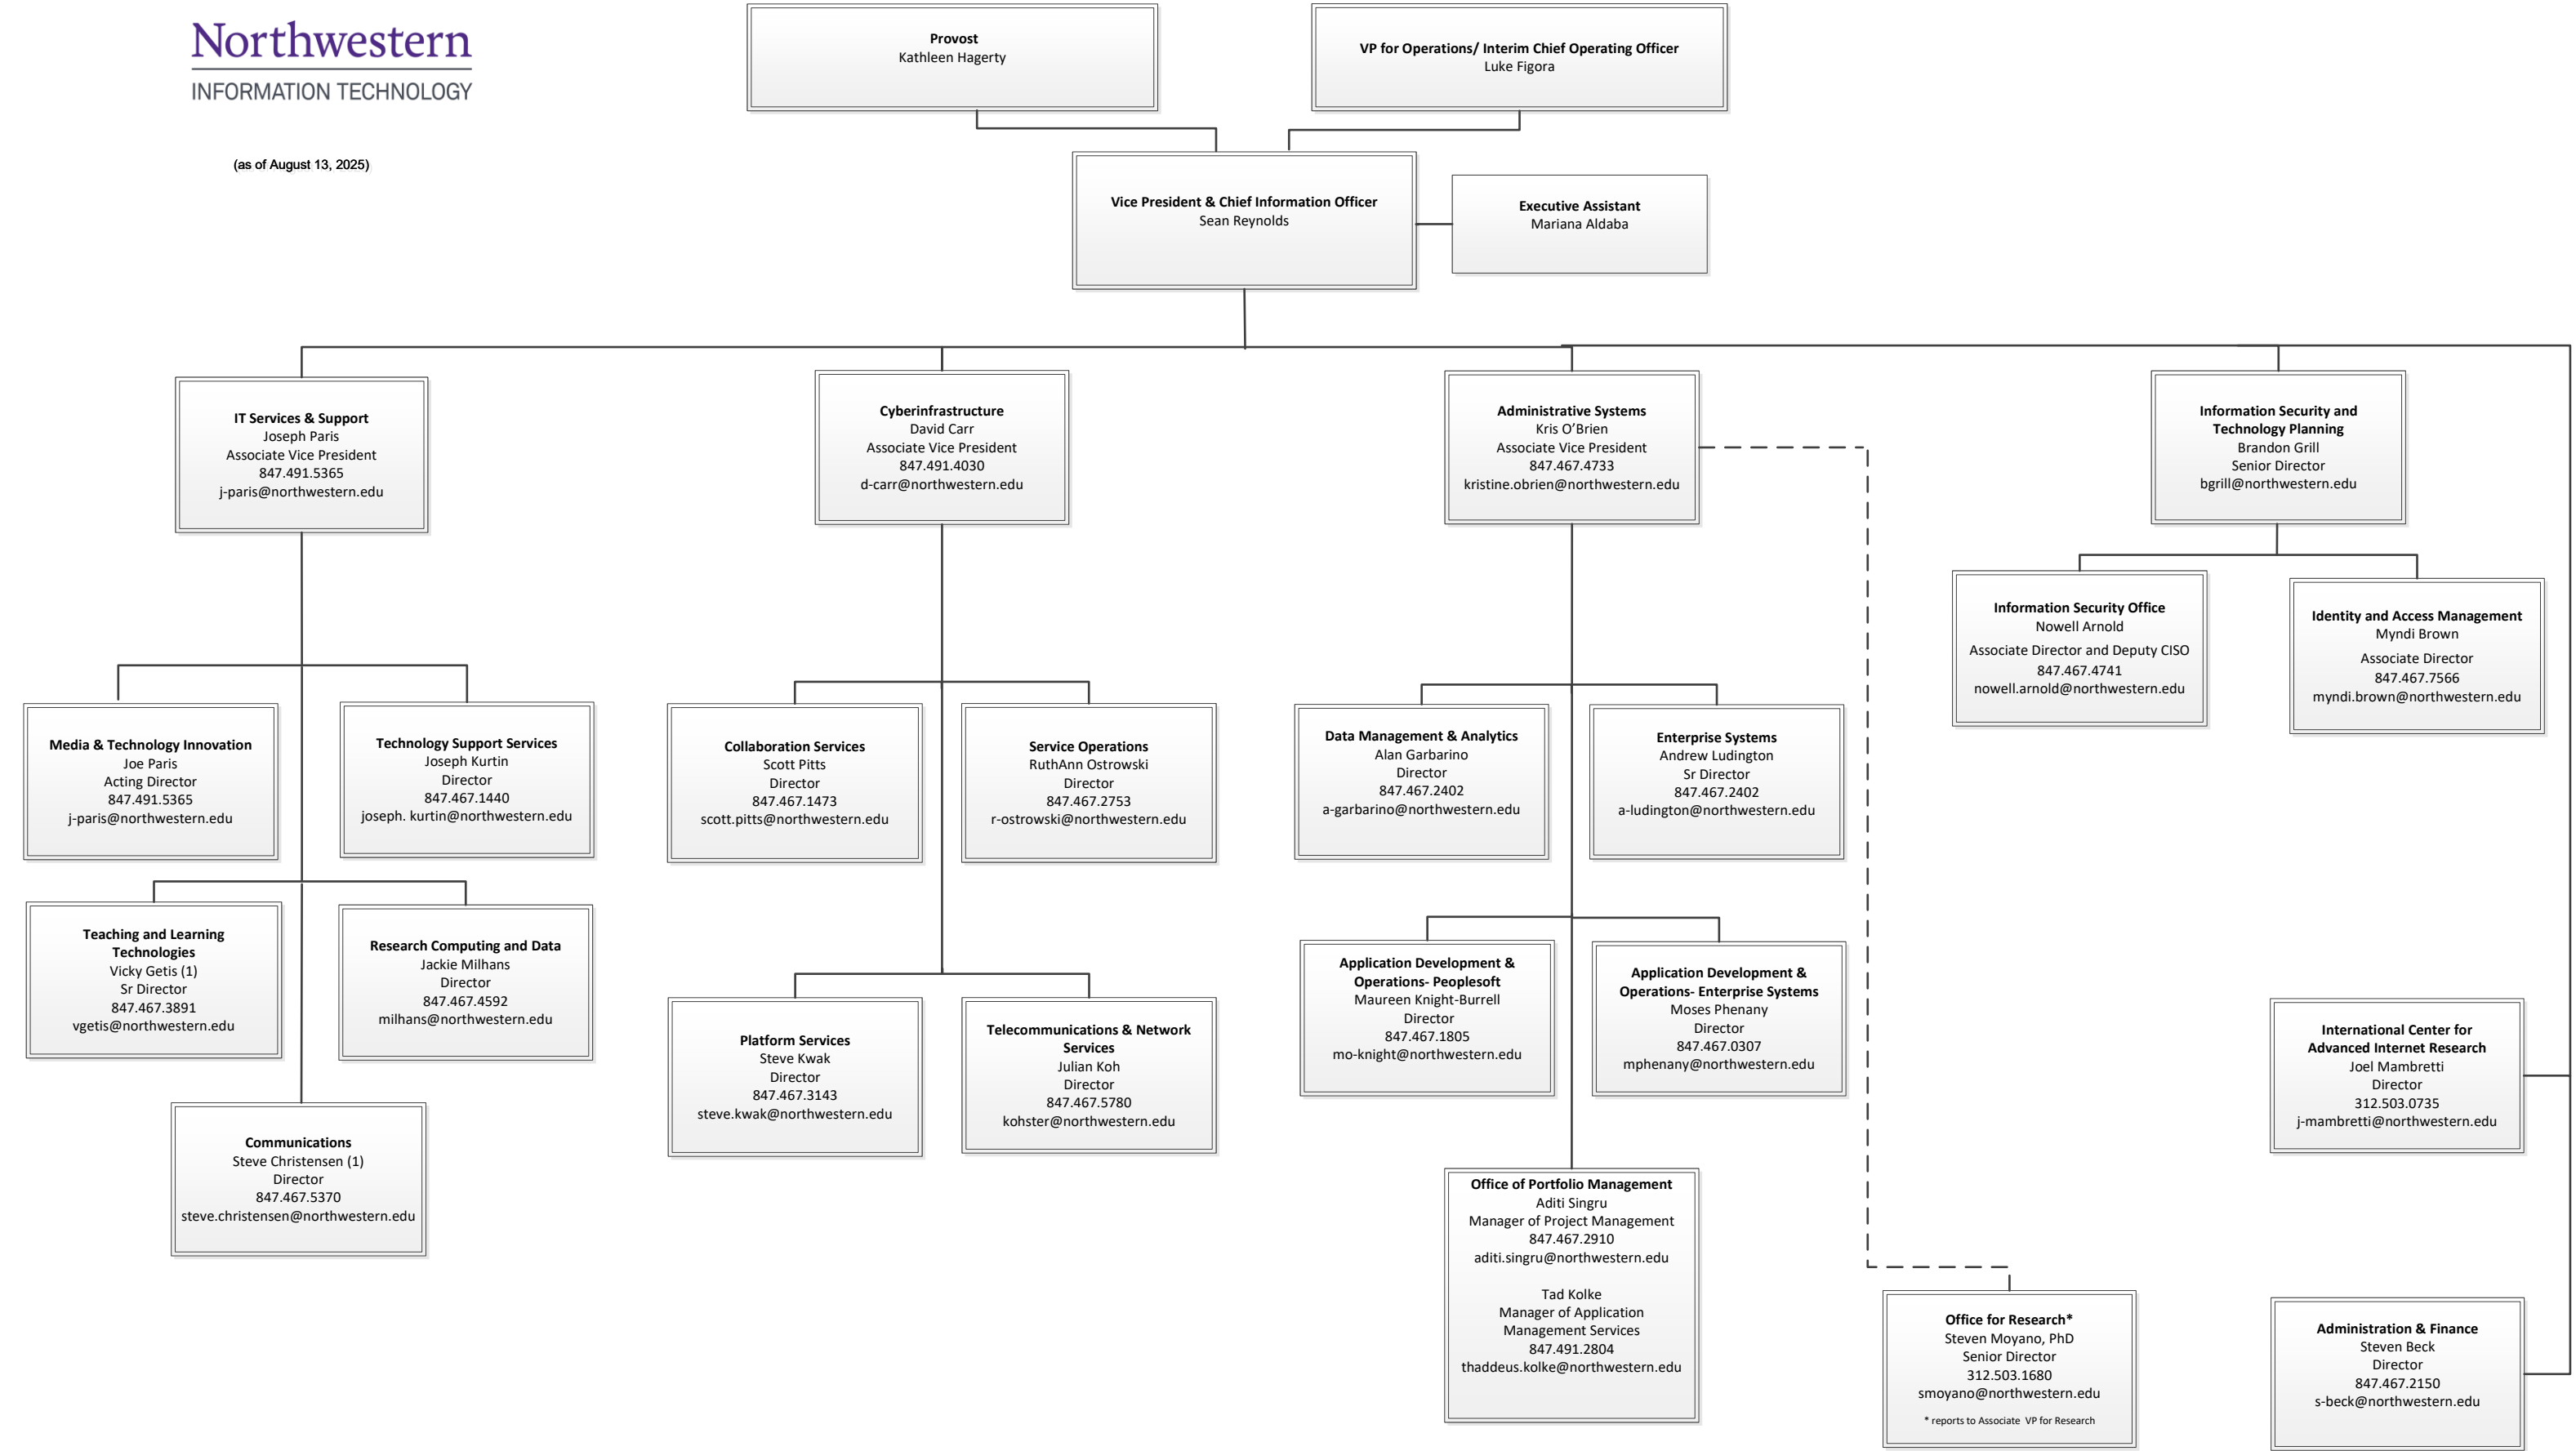 Northwestern
INFORMATION TECHNOLOGY
(as of August 13, 2025)
Provost
Kathleen Hagerty
VP for Operations/ Interim Chief Operating Officer
Luke Figora
Vice President & Chief Information Officer
Sean Reynolds
Executive Assistant
Mariana Aldaba
IT Services & Support
Joseph Paris
Associate Vice President
847.491.5365
j-paris@northwestern.edu
Cyberinfrastructure
David Carr
Associate Vice President
847.491.4030
d-carr@northwestern.edu
Administrative Systems
Kris O’Brien
Associate Vice President
847.467.4733
kristine.obrien@northwestern.edu
Information Security and
Technology Planning
Brandon Grill
Senior Director
bgrill@northwestern.edu
Information Security Office
Nowell Arnold
Associate Director and Deputy CISO
847.467.4741
nowell.arnold@northwestern.edu
Identity and Access Management
Myndi Brown
Associate Director
847.467.7566
myndi.brown@northwestern.edu
Media & Technology Innovation
Joe Paris
Acting Director
847.491.5365
j-paris@northwestern.edu
Technology Support Services
Joseph Kurtin
Director
847.467.1440
joseph. kurtin@northwestern.edu
Collaboration Services
Scott Pitts
Director
847.467.1473
scott.pitts@northwestern.edu
Service Operations
RuthAnn Ostrowski
Director
847.467.2753
r-ostrowski@northwestern.edu
Data Management & Analytics
Alan Garbarino
Director
847.467.2402
a-garbarino@northwestern.edu
Enterprise Systems
Andrew Ludington
Sr Director
847.467.2402
a-ludington@northwestern.edu
Teaching and Learning
Technologies
Vicky Getis (1)
Sr Director
847.467.3891
vgetis@northwestern.edu
Research Computing and Data
Jackie Milhans
Director
847.467.4592
milhans@northwestern.edu
Platform Services
Steve Kwak
Director
847.467.3143
steve.kwak@northwestern.edu
Telecommunications & Network
Services
Julian Koh
Director
847.467.5780
kohster@northwestern.edu
Application Development &
Operations- Peoplesoft
Maureen Knight-Burrell
Director
847.467.1805
mo-knight@northwestern.edu
Application Development &
Operations- Enterprise Systems
Moses Phenany
Director
847.467.0307
mphenany@northwestern.edu
International Center for
Advanced Internet Research
Joel Mambretti
Director
312.503.0735
j-mambretti@northwestern.edu
Communications
Steve Christensen (1)
Director
847.467.5370
steve.christensen@northwestern.edu
Office of Portfolio Management
Aditi Singru
Manager of Project Management
847.467.2910
aditi.singru@northwestern.edu
Tad Kolke
Manager of Application
Management Services
847.491.2804
thaddeus.kolke@northwestern.edu
Office for Research*
Steven Moyano, PhD
Senior Director
312.503.1680
smoyano@northwestern.edu
* reports to Associate VP for Research
Administration & Finance
Steven Beck
Director
847.467.2150
s-beck@northwestern.edu